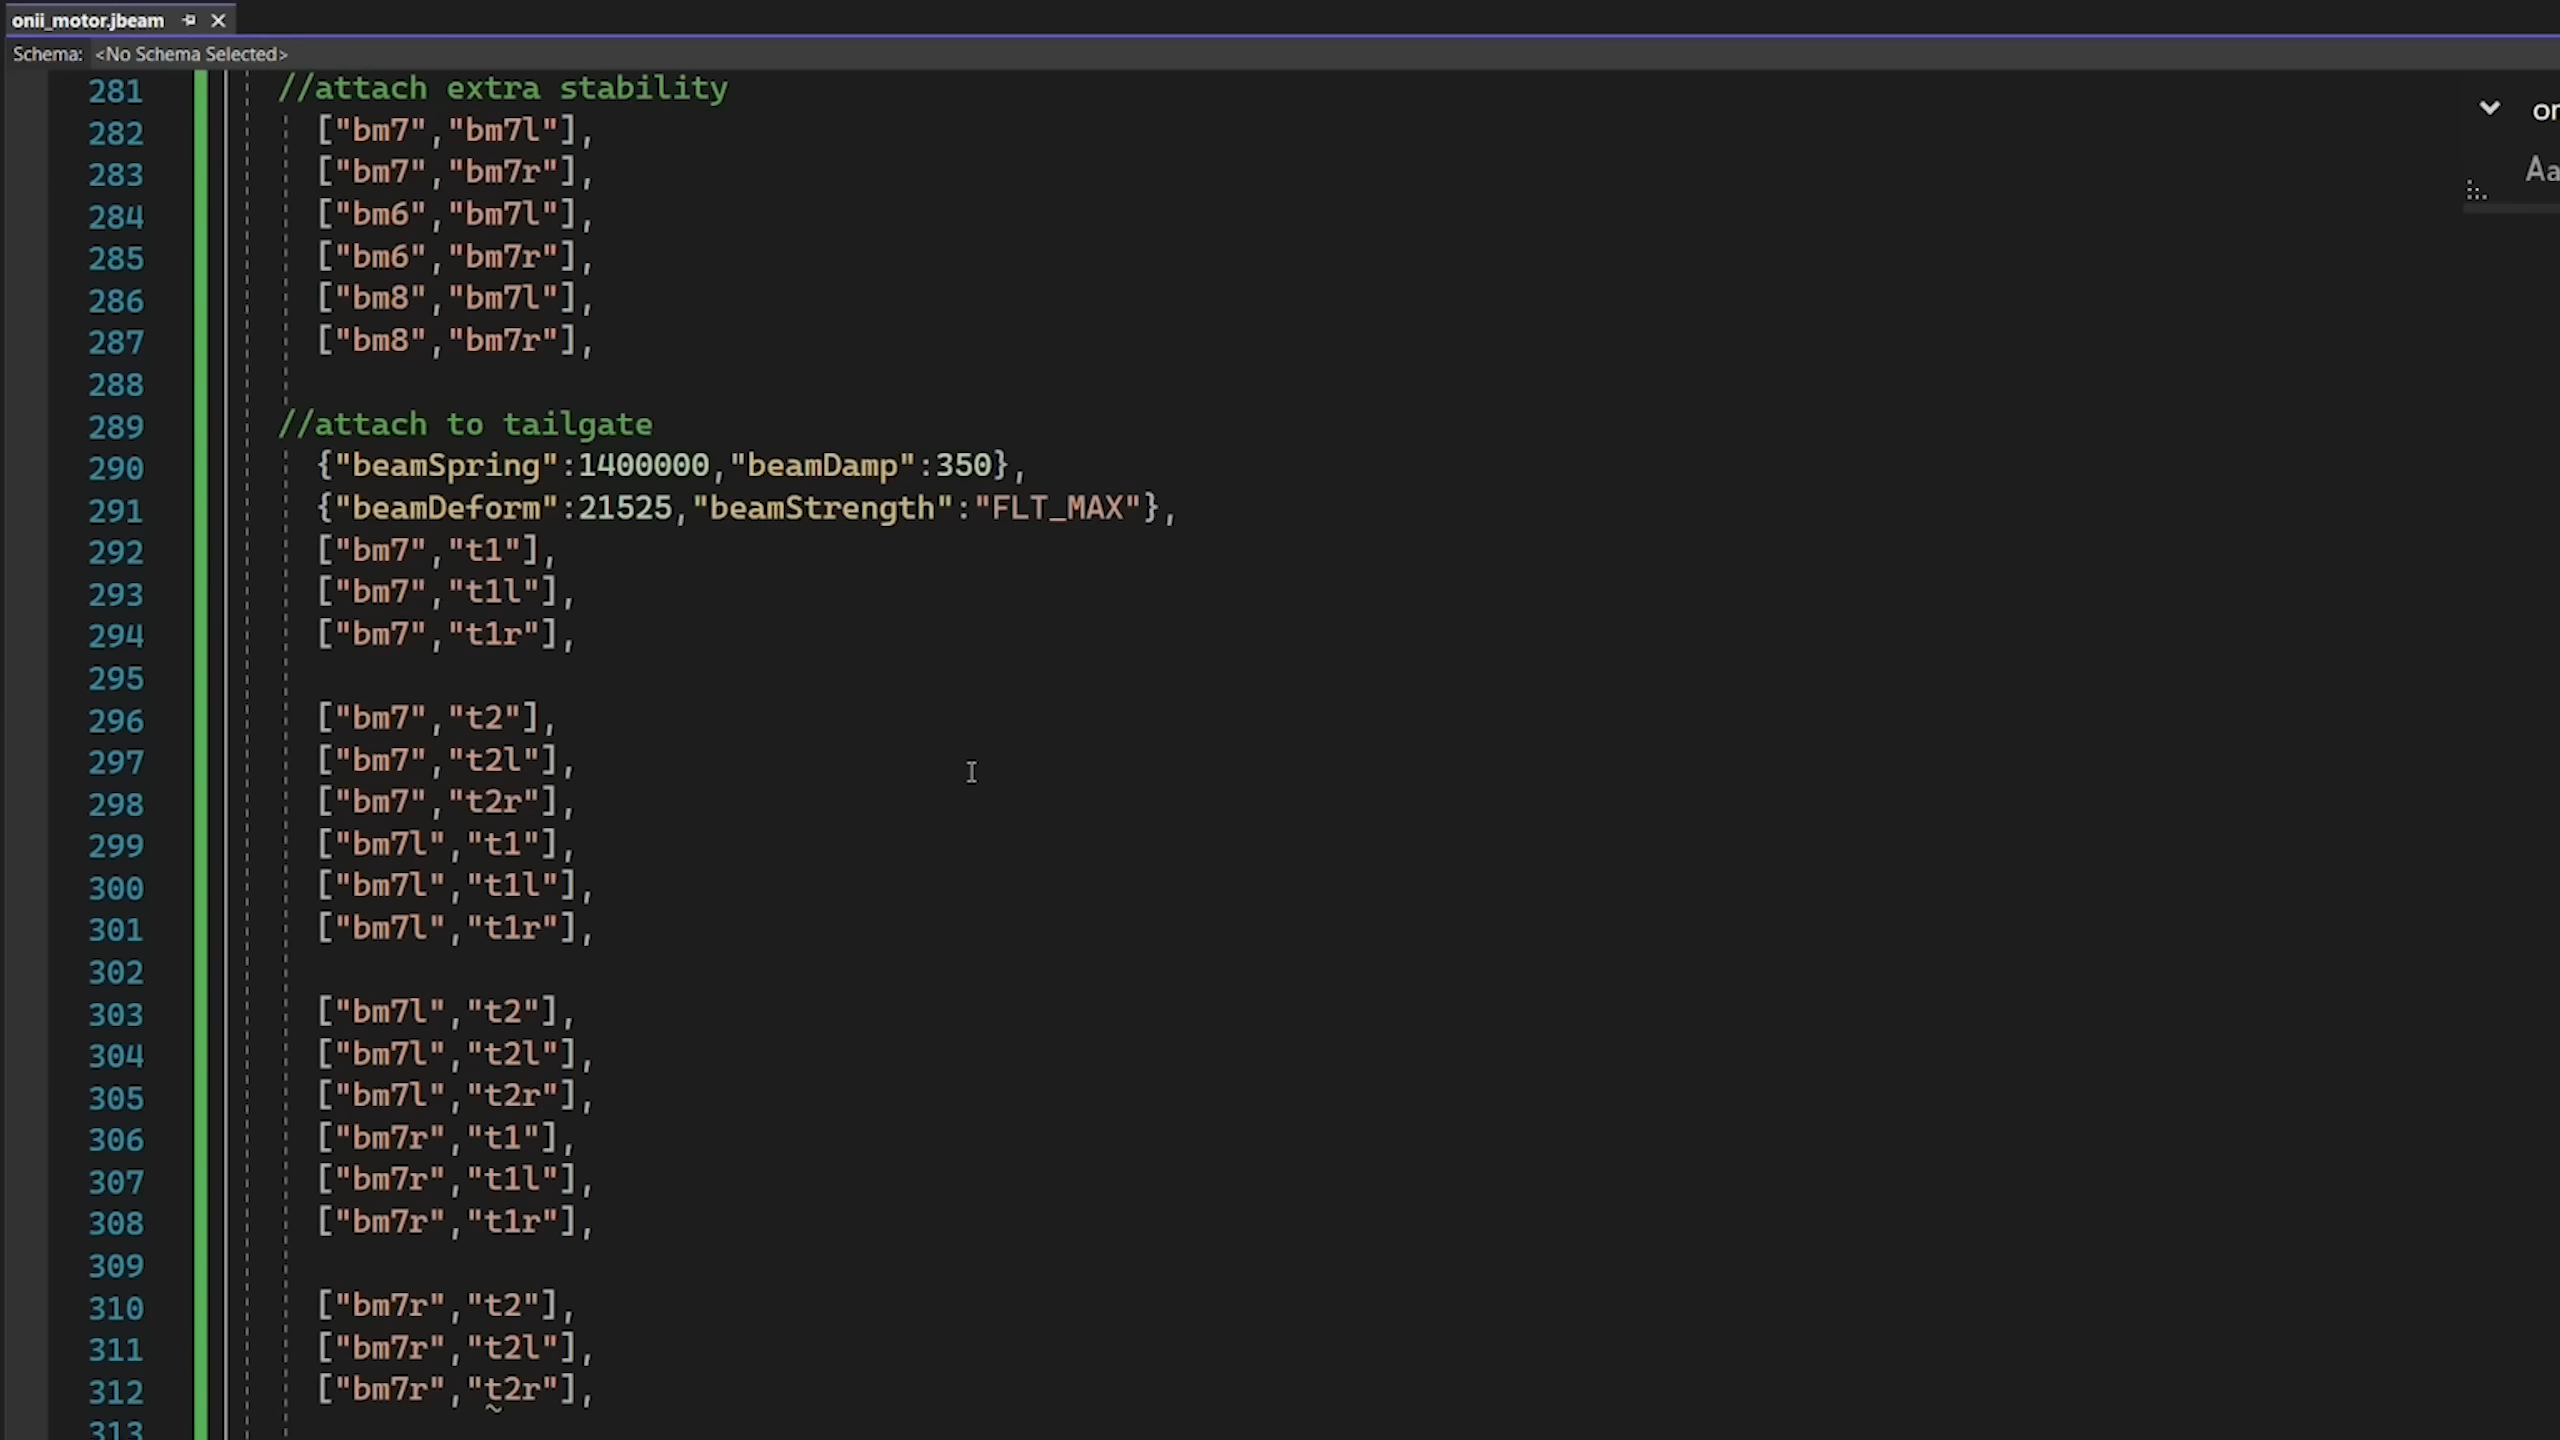 onii_motor.jbeam
Schema: <No Schema Selected>
281 //attach extra stability
282 ["bm7","bm7l"],
283 ["bm7","bm7r"],
284 ["bm6","bm7l"],
285 ["bm6","bm7r"],
286 ["bm8","bm7l"],
287 ["bm8","bm7r"],
288
289 //attach to tailgate
290 {"beamSpring":1400000,"beamDamp":350},
291 {"beamDeform":21525,"beamStrength":"FLT_MAX"},
292 ["bm7","t1"],
293 ["bm7","t1l"],
294 ["bm7","t1r"],
295
296 ["bm7","t2"],
297 ["bm7","t2l"],
298 ["bm7","t2r"],
299 ["bm7l","t1"],
300 ["bm7l","t1l"],
301 ["bm7l","t1r"],
302
303 ["bm7l","t2"],
304 ["bm7l","t2l"],
305 ["bm7l","t2r"],
306 ["bm7r","t1"],
307 ["bm7r","t1l"],
308 ["bm7r","t1r"],
309
310 ["bm7r","t2"],
311 ["bm7r","t2l"],
312 ["bm7r","t2r"],
313
Aa